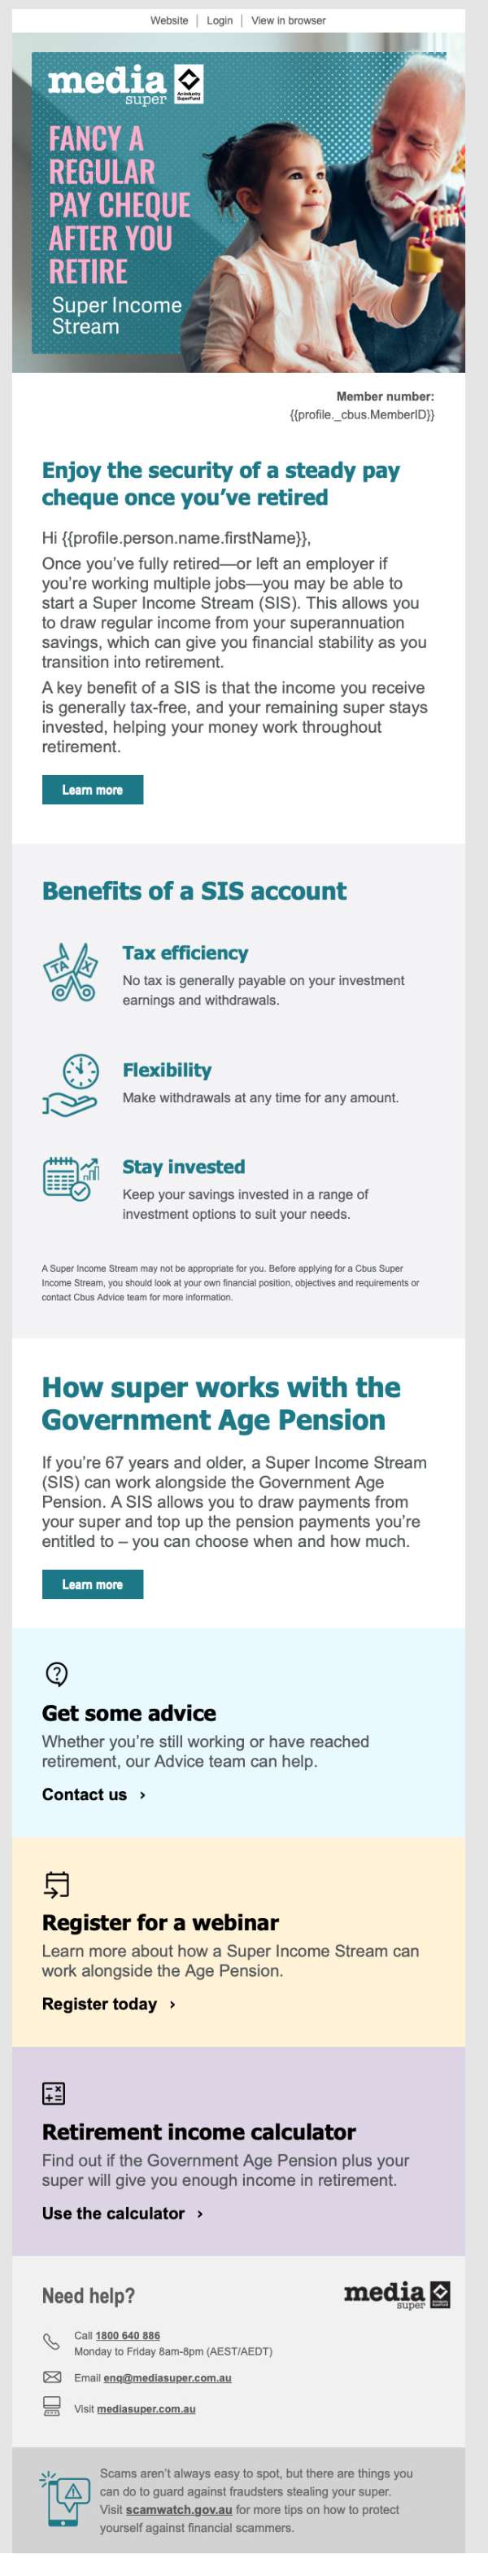 Website | Login | View in browser
media
super
An Industry
SuperFund
FANCY A
REGULAR
PAY CHEQUE
AFTER YOU
RETIRE
Super Income
Stream
Member number:
{{profile._cbus.MemberID}}
Enjoy the security of a steady pay
cheque once you've retired
Hi {{profile.person.name.firstName}},
Once you've fully retired—or left an employer if
you're working multiple jobs—you may be able to
start a Super Income Stream (SIS). This allows you
to draw regular income from your superannuation
savings, which can give you financial stability as you
transition into retirement.
A key benefit of a SIS is that the income you receive
is generally tax-free, and your remaining super stays
invested, helping your money work throughout
retirement.
Learn more
Benefits of a SIS account
TAX
Tax efficiency
No tax is generally payable on your investment
earnings and withdrawals.
Flexibility
Make withdrawals at any time for any amount.
Stay invested
Keep your savings invested in a range of
investment options to suit your needs.
A Super Income Stream may not be appropriate for you. Before applying for a Cbus Super
Income Stream, you should look at your own financial position, objectives and requirements or
contact Cbus Advice team for more information.
How super works with the
Government Age Pension
If you're 67 years and older, a Super Income Stream
(SIS) can work alongside the Government Age
Pension. A SIS allows you to draw payments from
your super and top up the pension payments you're
entitled to – you can choose when and how much.
Learn more
Get some advice
Whether you're still working or have reached
retirement, our Advice team can help.
Contact us ›
Register for a webinar
Learn more about how a Super Income Stream can
work alongside the Age Pension.
Register today ›
Retirement income calculator
Find out if the Government Age Pension plus your
super will give you enough income in retirement.
Use the calculator ›
Need help?
media
super
Call 1800 640 886
Monday to Friday 8am-8pm (AEST/AEDT)
Email enq@mediasuper.com.au
Visit mediasuper.com.au
Scams aren't always easy to spot, but there are things you
can do to guard against fraudsters stealing your super.
Visit scamwatch.gov.au for more tips on how to protect
yourself against financial scammers.